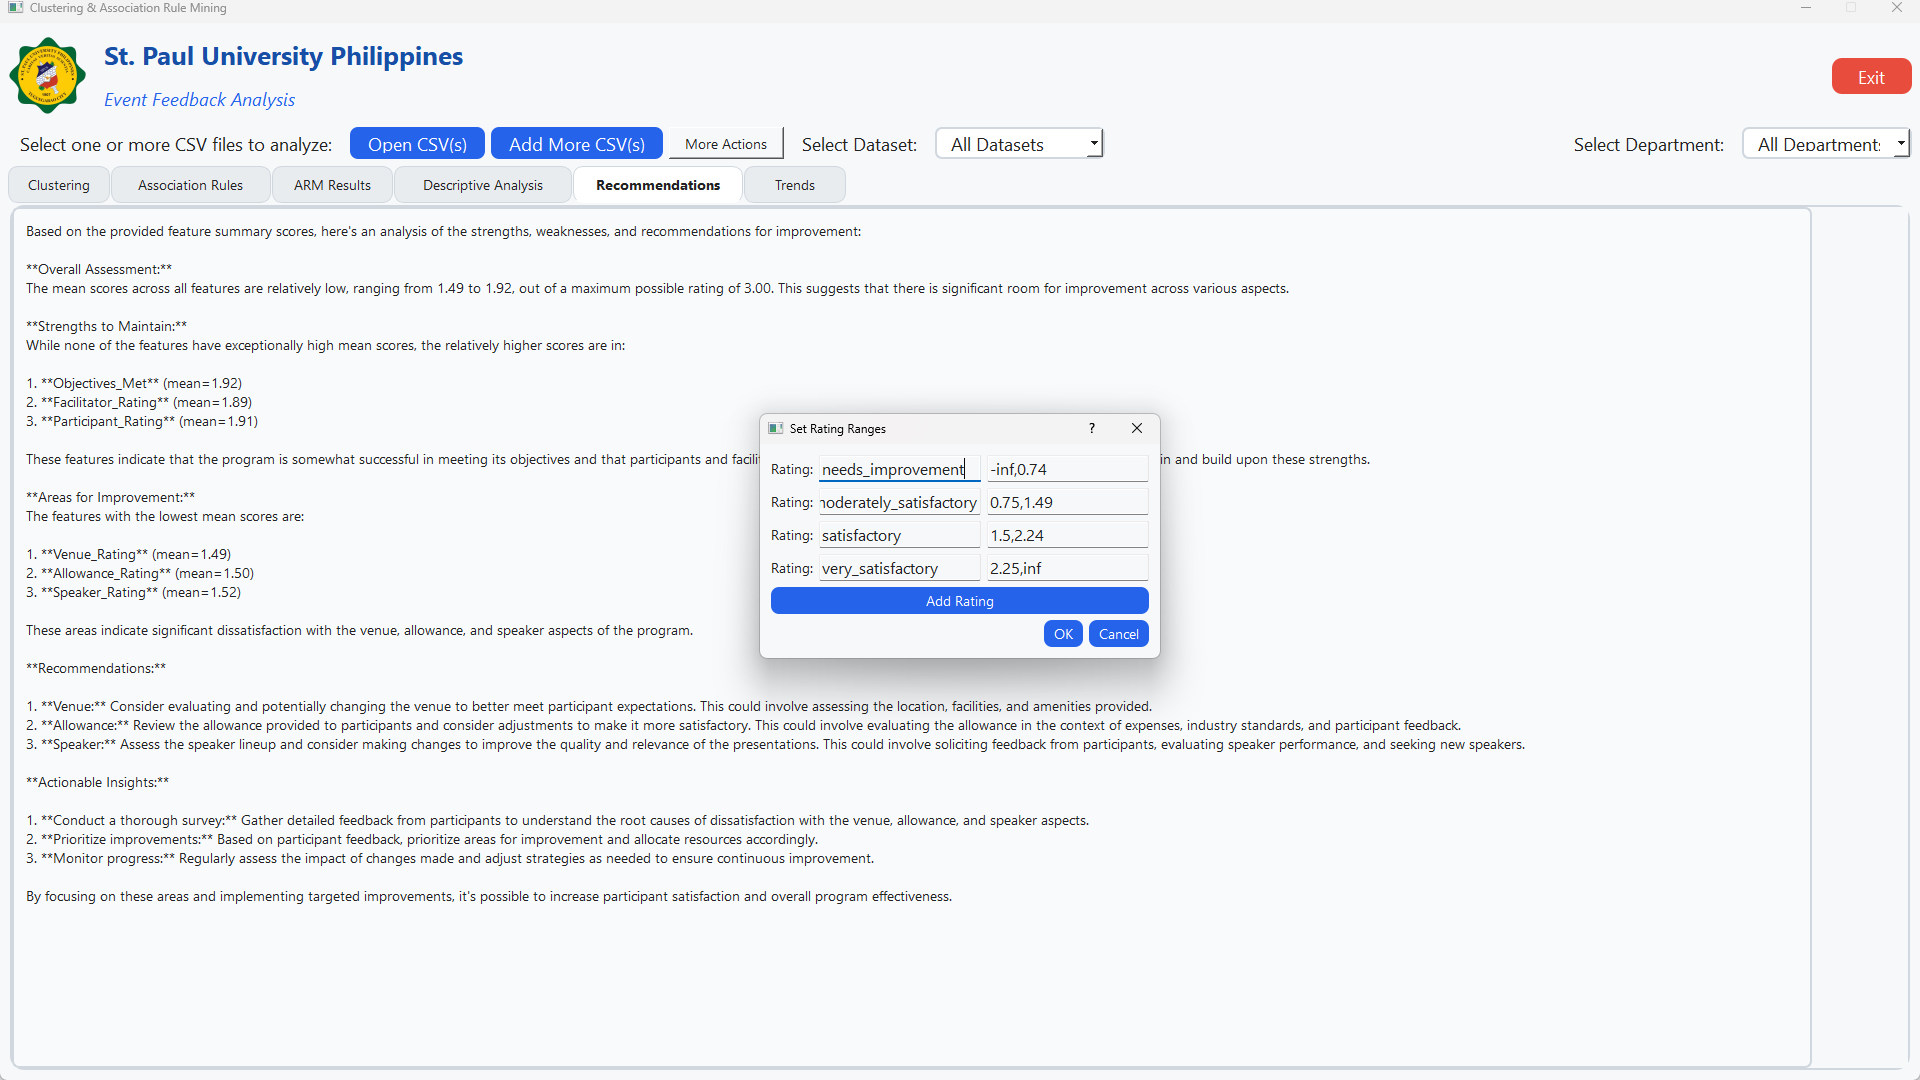 Clustering & Association Rule Mining
St. Paul University Philippines
Event Feedback Analysis
Exit
Select one or more CSV files to analyze:
Open CSV(s)
Add More CSV(s)
More Actions
Select Dataset:
All Datasets
Select Department:
All Department
Clustering
Association Rules
ARM Results
Descriptive Analysis
Recommendations
Trends
Based on the provided feature summary scores, here's an analysis of the strengths, weaknesses, and recommendations for improvement:
**Overall Assessment:**
The mean scores across all features are relatively low, ranging from 1.49 to 1.92, out of a maximum possible rating of 3.00. This suggests that there is significant room for improvement across various aspects.
**Strengths to Maintain:**
While none of the features have exceptionally high mean scores, the relatively higher scores are in:
1. **Objectives_Met** (mean=1.92)
2. **Facilitator_Rating** (mean=1.89)
3. **Participant_Rating** (mean=1.91)
These features indicate that the program is somewhat successful in meeting its objectives and that participants and facili
in and build upon these strengths.
**Areas for Improvement:**
The features with the lowest mean scores are:
1. **Venue_Rating** (mean=1.49)
2. **Allowance_Rating** (mean=1.50)
3. **Speaker_Rating** (mean=1.52)
These areas indicate significant dissatisfaction with the venue, allowance, and speaker aspects of the program.
**Recommendations:**
1. **Venue:** Consider evaluating and potentially changing the venue to better meet participant expectations. This could involve assessing the location, facilities, and amenities provided.
2. **Allowance:** Review the allowance provided to participants and consider adjustments to make it more satisfactory. This could involve evaluating the allowance in the context of expenses, industry standards, and participant feedback.
3. **Speaker:** Assess the speaker lineup and consider making changes to improve the quality and relevance of the presentations. This could involve soliciting feedback from participants, evaluating speaker performance, and seeking new speakers.
**Actionable Insights:**
1. **Conduct a thorough survey:** Gather detailed feedback from participants to understand the root causes of dissatisfaction with the venue, allowance, and speaker aspects.
2. **Prioritize improvements:** Based on participant feedback, prioritize areas for improvement and allocate resources accordingly.
3. **Monitor progress:** Regularly assess the impact of changes made and adjust strategies as needed to ensure continuous improvement.
By focusing on these areas and implementing targeted improvements, it's possible to increase participant satisfaction and overall program effectiveness.
Set Rating Ranges
?
Rating: needs_improvement -inf,0.74
Rating: moderately_satisfactory 0.75,1.49
Rating: satisfactory 1.5,2.24
Rating: very_satisfactory 2.25,inf
Add Rating
OK
Cancel